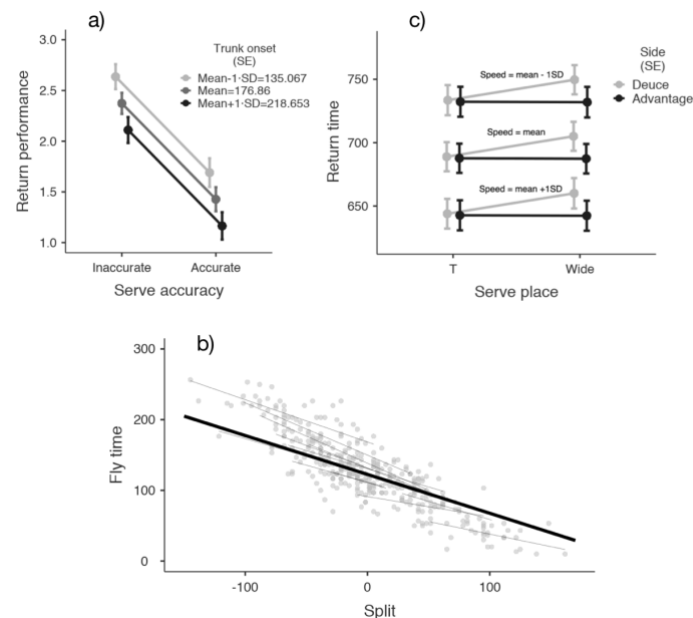 a)
Return performance
3.0
2.5
2.0
1.5
1.0
Trunk onset
(SE)
Mean-1·SD=135.067
Mean=176.86
Mean+1·SD=218.653
Inaccurate Accurate
Serve accuracy
c)
Return time
750
700
650
Speed = mean - 1SD
Speed = mean
Speed = mean +1SD
Side
(SE)
Deuce
Advantage
T Wide
Serve place
b)
Fly time
300
200
100
0
-100 0 100
Split